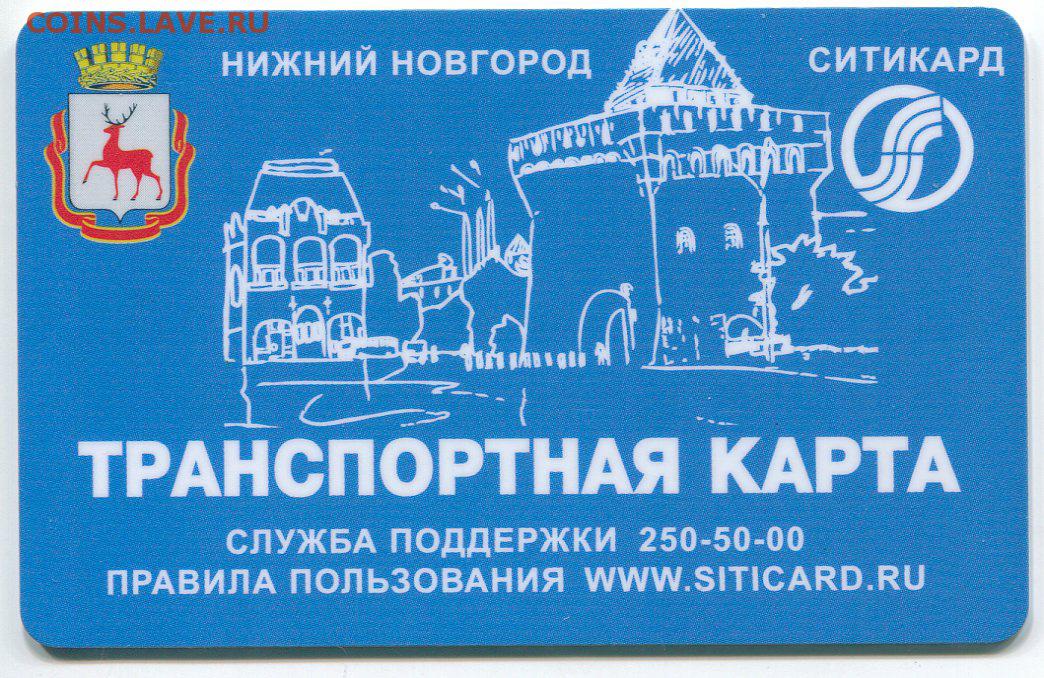 COINS.LAVE.RU
НИЖНИЙ НОВГОРОД СИТИКАРД
ТРАНСПОРТНАЯ КАРТА
СЛУЖБА ПОДДЕРЖКИ 250-50-00
ПРАВИЛА ПОЛЬЗОВАНИЯ WWW.SITICARD.RU